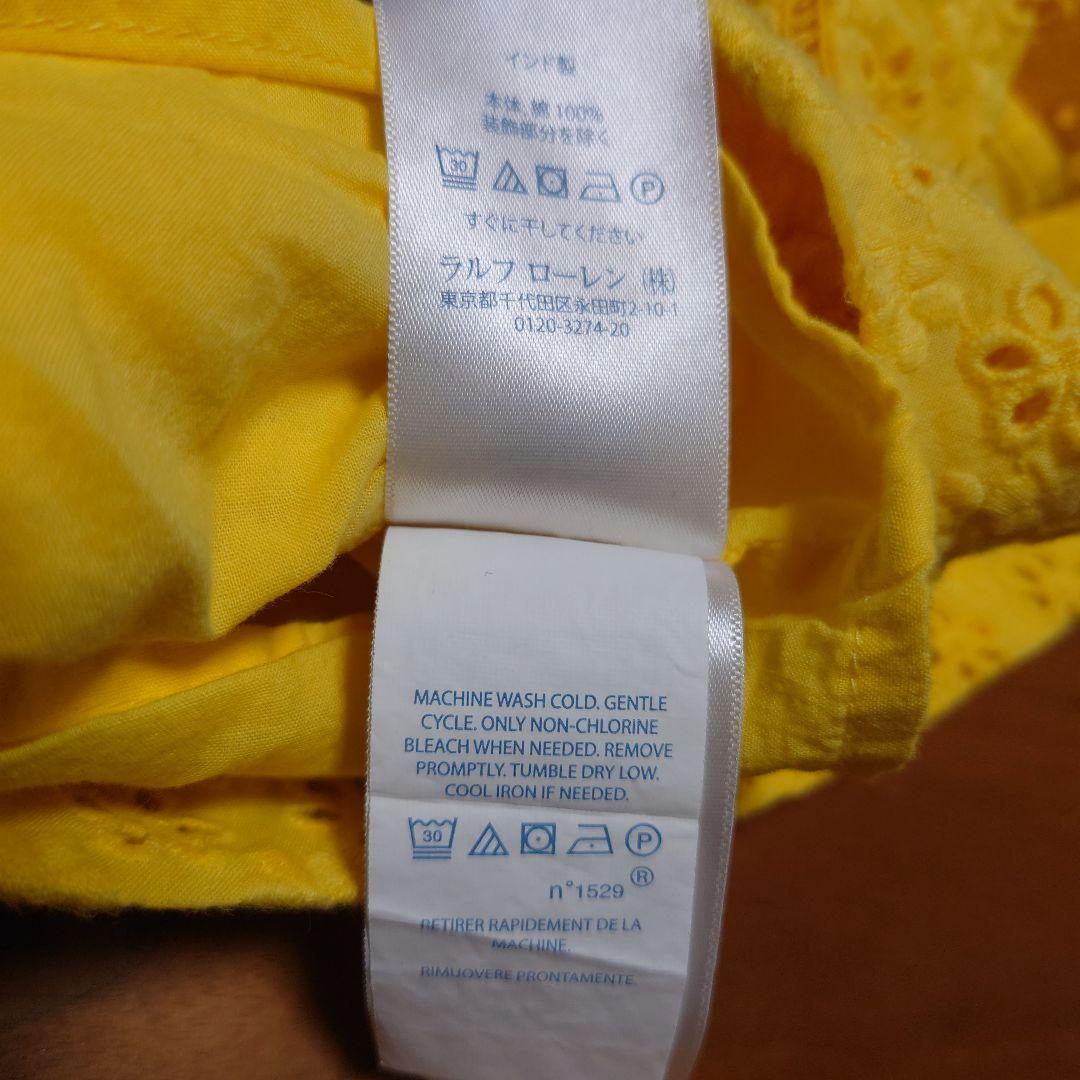 インド製
本体. 綿 100%
装飾部分を除く
30 P
すぐに干してください
ラルフ ローレン (株)
東京都千代田区永田町2-10-1
0120-3274-20
MACHINE WASH COLD. GENTLE
CYCLE. ONLY NON-CHLORINE
BLEACH WHEN NEEDED. REMOVE
PROMPTLY. TUMBLE DRY LOW.
COOL IRON IF NEEDED.
30 P
n°1529 ®
RETIRER RAPIDEMENT DE LA
MACHINE.
RIMUOVERE PRONTAMENTE.